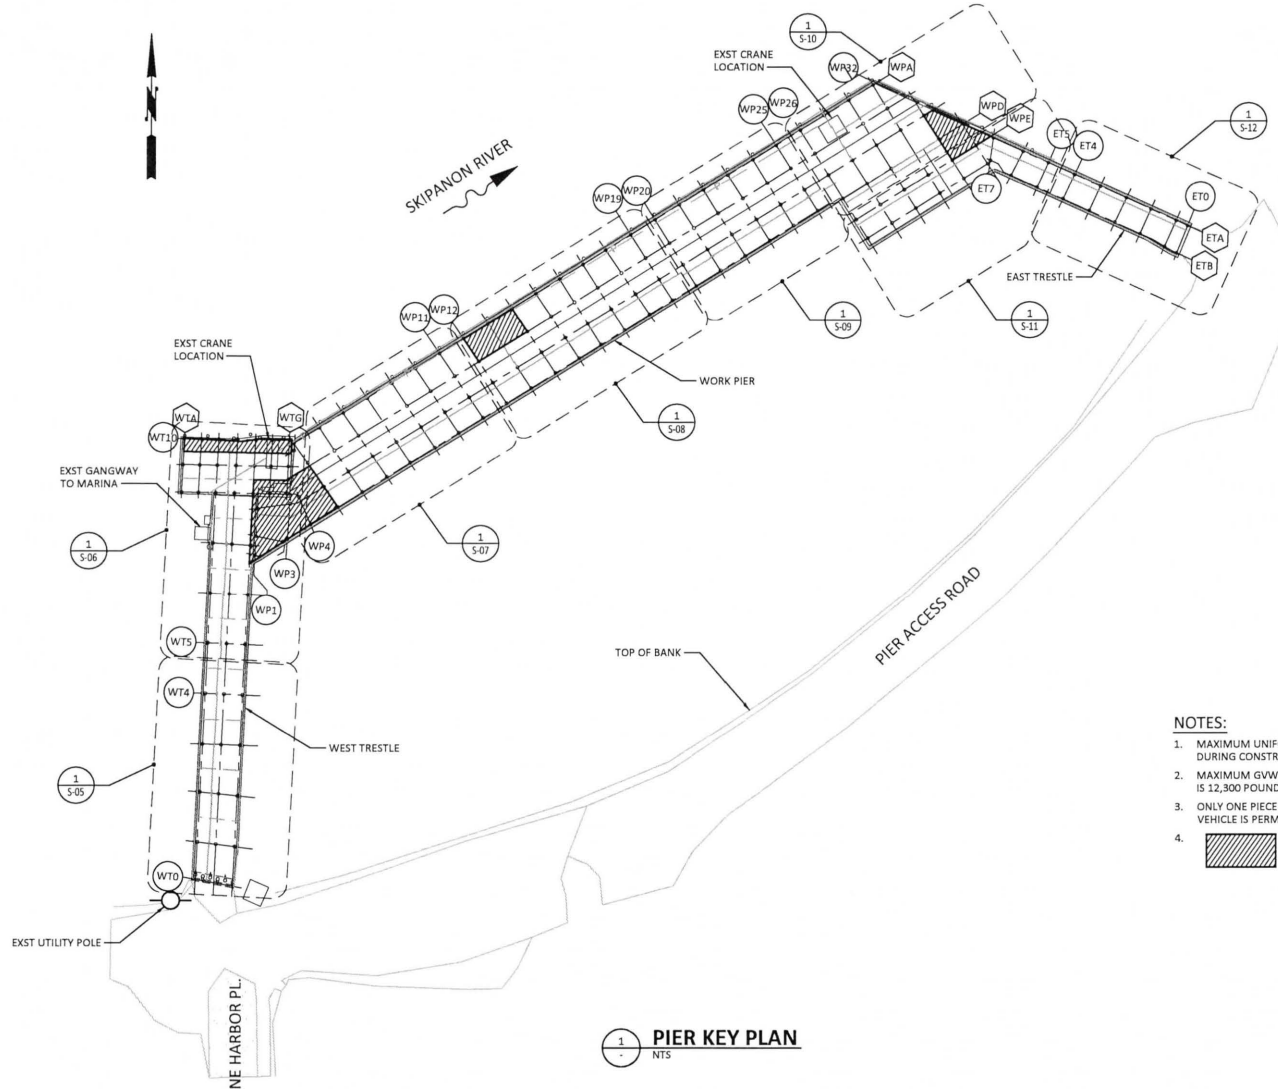 1
S-10
EXST CRANE
LOCATION
WP32
WPA
WPD
WPE
WP25
WP26
ET5
ET4
1
S-12
N
SKIPANON RIVER
WP19
WP20
ET7
ET0
ETA
ETB
EAST TRESTLE
1
S-09
1
S-11
WP11
WP12
EXST CRANE
LOCATION
WORK PIER
1
S-08
WTA
WTG
WT10
EXST GANGWAY
TO MARINA
1
S-06
WP4
1
S-07
WP3
WP1
WT5
TOP OF BANK
PIER ACCESS ROAD
WT4
WEST TRESTLE
1
S-05
NOTES:
1. MAXIMUM UNIF
DURING CONSTR
2. MAXIMUM GVW
IS 12,300 POUND
3. ONLY ONE PIECE
VEHICLE IS PERM
4.
WT0
EXST UTILITY POLE
NE HARBOR PL.
1
-
PIER KEY PLAN
NTS